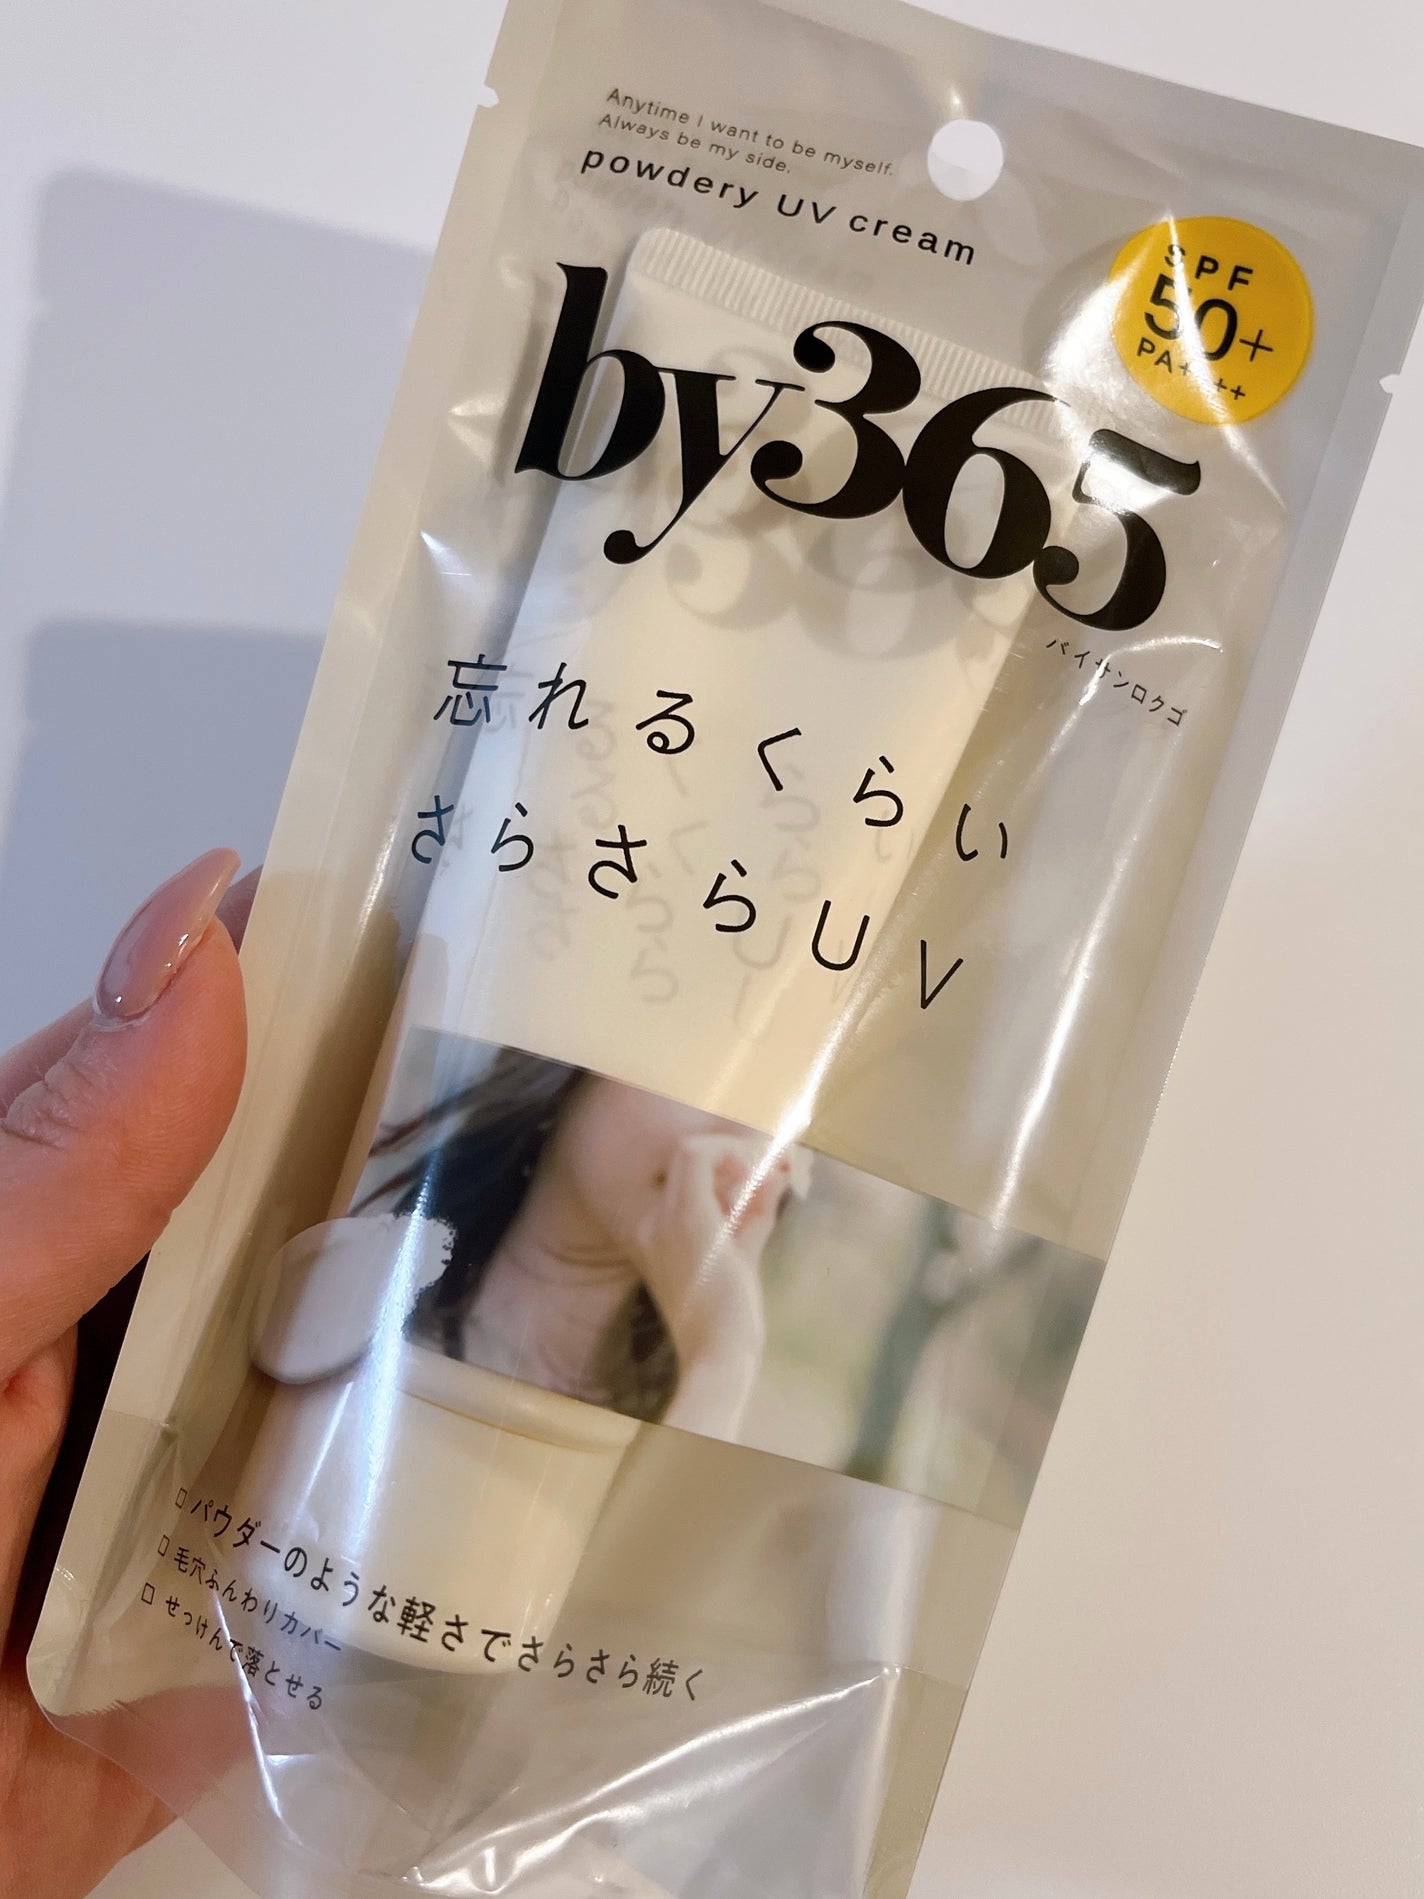 Anytime I want to be myself.
Always be my side.
powdery UV cream
SPF
50+
PA++++
by365
バイサンロクゴ
忘れるくらい
さらさらUV
パウダーのような軽さでさらさら続く
毛穴ふんわりカバー
せっけんで落とせる